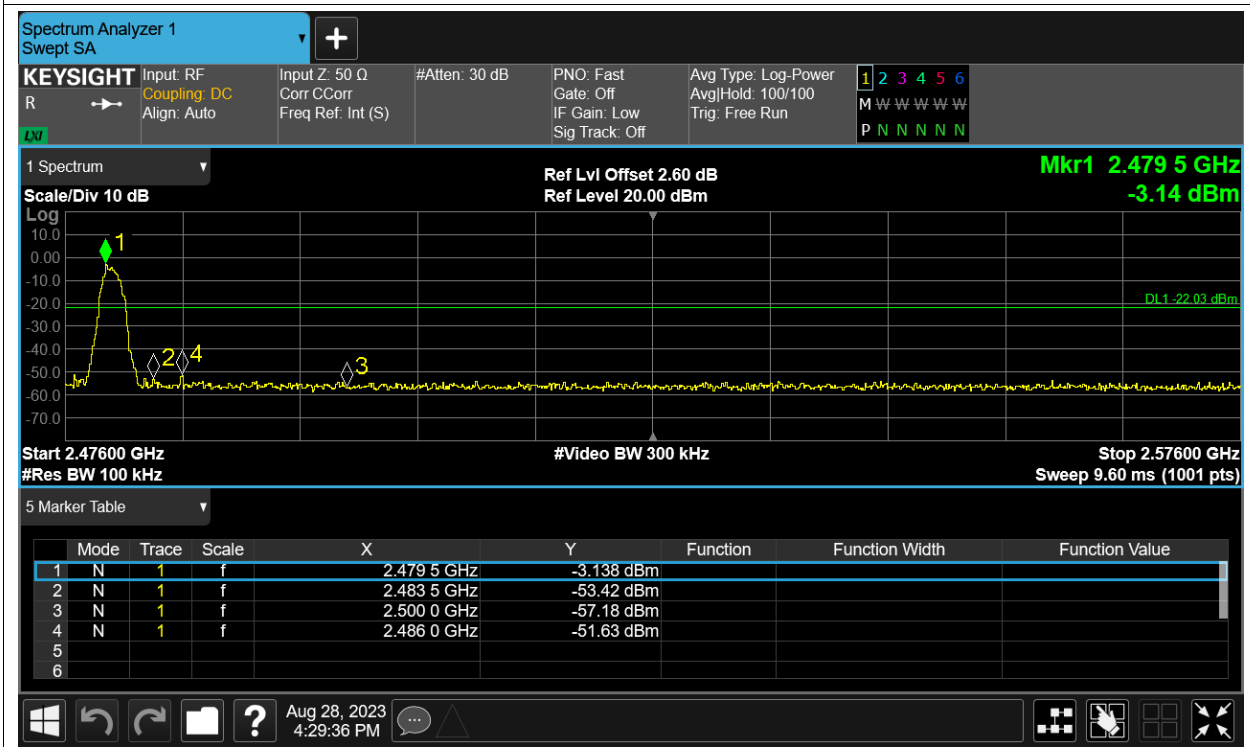 Spectrum Analyzer 1
Swept SA
KEYSIGHT
R
LXI
Input: RF
Coupling: DC
Align: Auto
Input Z: 50 Ω
Corr CCorr
Freq Ref: Int (S)
#Atten: 30 dB
PNO: Fast
Gate: Off
IF Gain: Low
Sig Track: Off
Avg Type: Log-Power
Avg|Hold: 100/100
Trig: Free Run
1 2 3 4 5 6
M W W W W W W
P N N N N N N
1 Spectrum
Scale/Div 10 dB
Ref Lvl Offset 2.60 dB
Ref Level 20.00 dBm
Mkr1 2.479 5 GHz
-3.14 dBm
Log
10.0
0.00
-10.0
-20.0
-30.0
-40.0
-50.0
-60.0
-70.0
1
2
4
3
DL1 -22.03 dBm
Start 2.47600 GHz
#Video BW 300 kHz
Stop 2.57600 GHz
#Res BW 100 kHz
Sweep 9.60 ms (1001 pts)
5 Marker Table
Mode Trace Scale X Y Function Function Width Function Value
1 N 1 f 2.479 5 GHz -3.138 dBm
2 N 1 f 2.483 5 GHz -53.42 dBm
3 N 1 f 2.500 0 GHz -57.18 dBm
4 N 1 f 2.486 0 GHz -51.63 dBm
5
6
?
Aug 28, 2023
4:29:36 PM